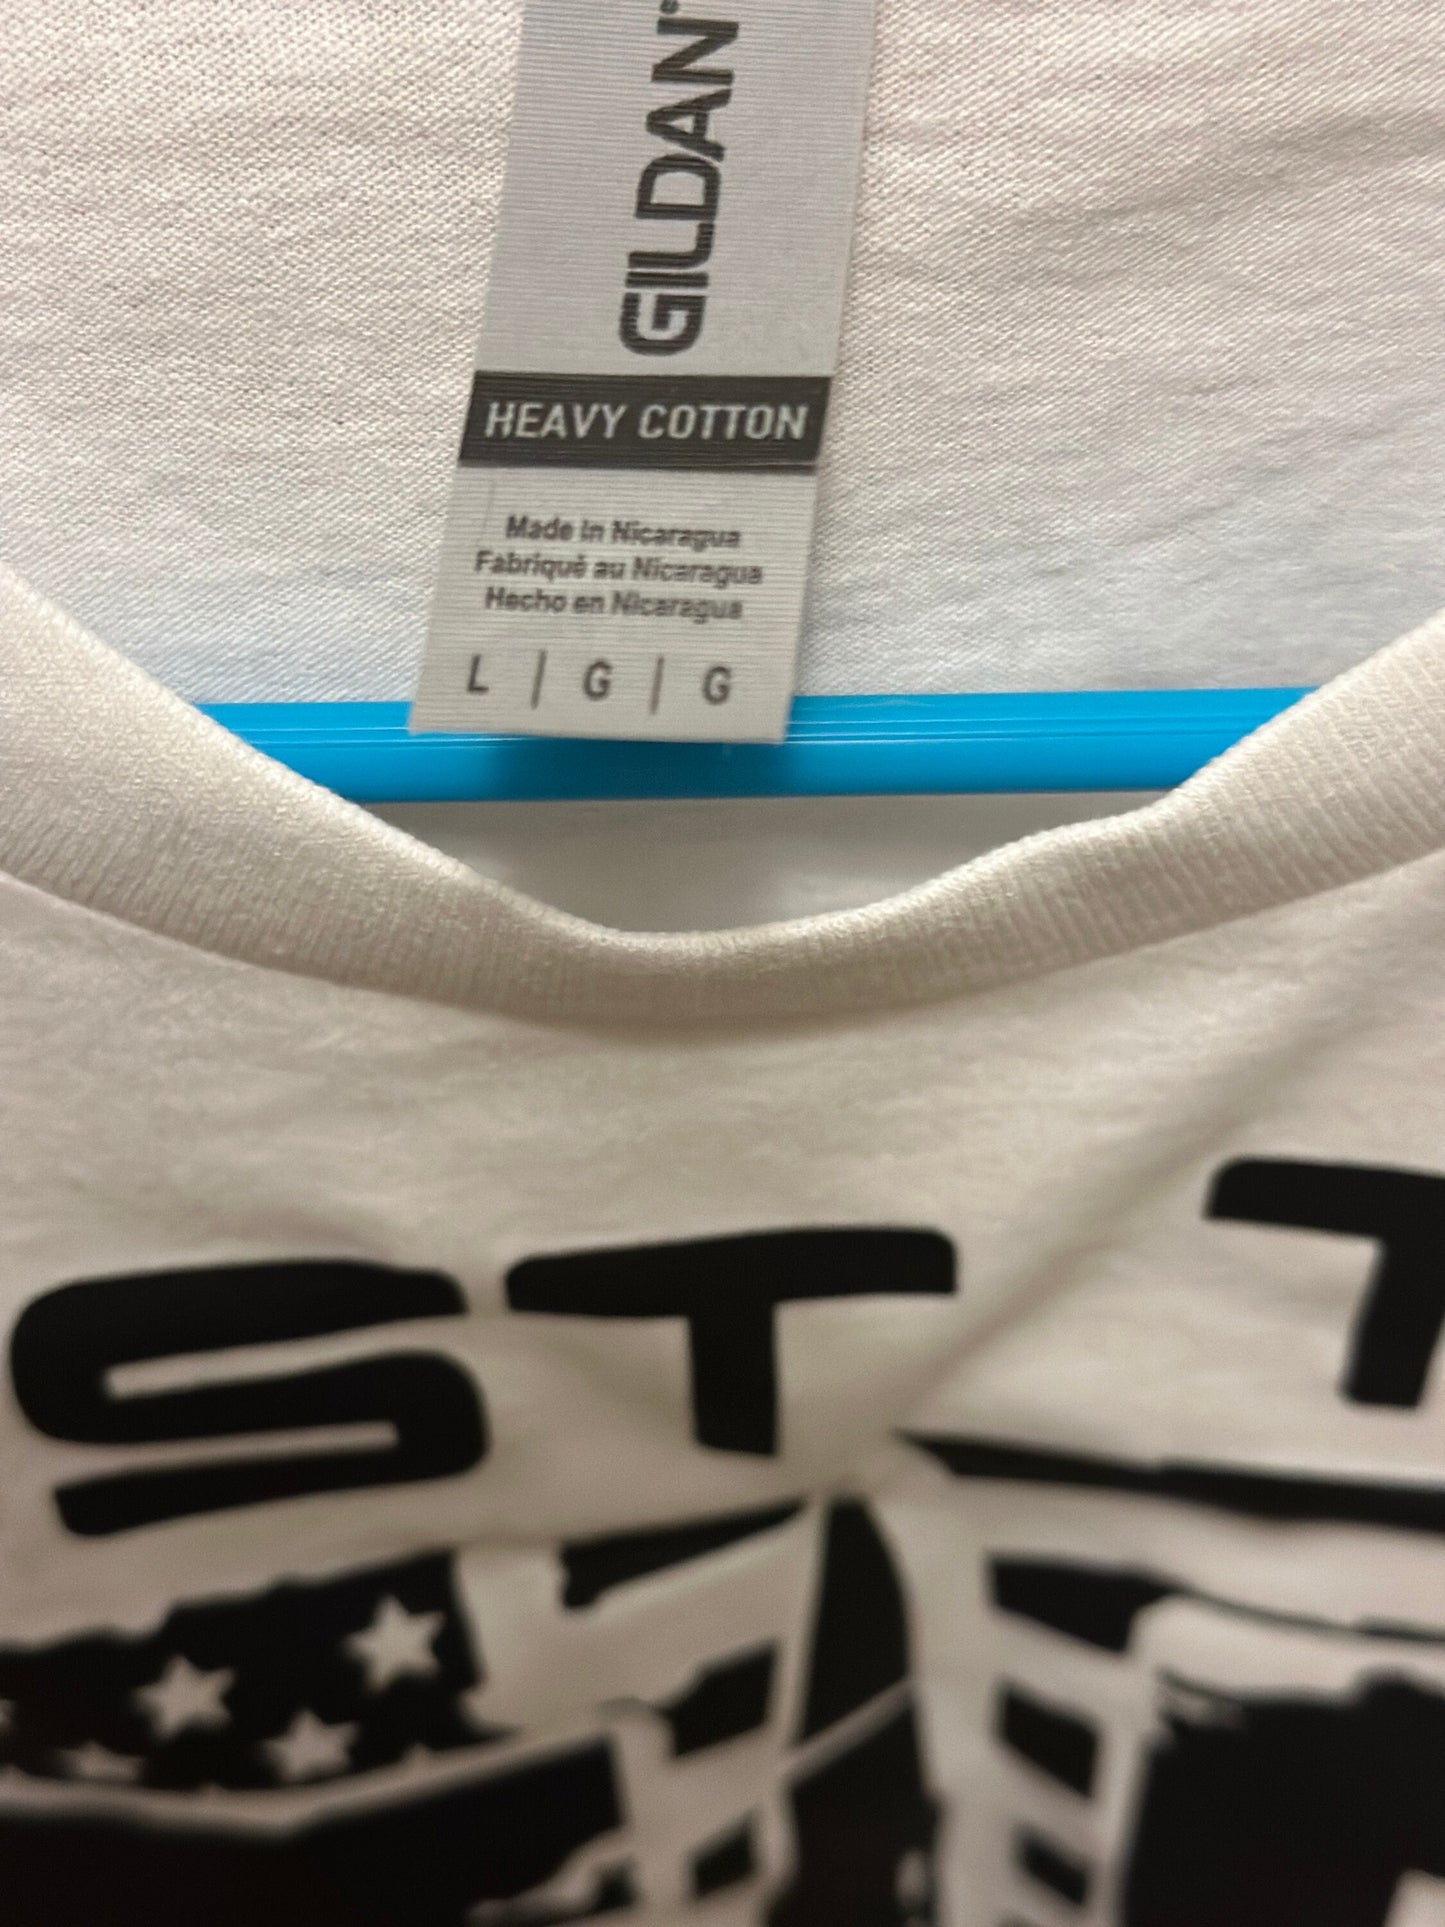 GILDAN
HEAVY COTTON
Made in Nicaragua
Fabriqué au Nicaragua
Hecho en Nicaragua
L | G | G
ST T